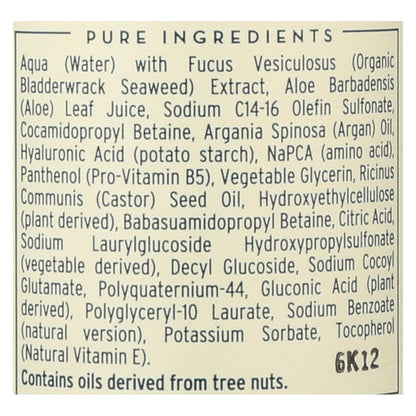 PURE INGREDIENTS
Aqua (Water) with Fucus Vesiculosus (Organic
Bladderwrack Seaweed) Extract, Aloe Barbadensis
(Aloe) Leaf Juice, Sodium C14-16 Olefin Sulfonate,
Cocamidopropyl Betaine, Argania Spinosa (Argan) Oil,
Hyaluronic Acid (potato starch), NaPCA (amino acid),
Panthenol (Pro-Vitamin B5), Vegetable Glycerin, Ricinus
Communis (Castor) Seed Oil, Hydroxyethylcellulose
(plant derived), Babasuamidopropyl Betaine, Citric Acid,
Sodium Laurylglucoside Hydroxypropylsulfonate
(vegetable derived), Decyl Glucoside, Sodium Cocoyl
Glutamate, Polyquaternium-44, Gluconic Acid (plant
derived), Polyglyceryl-10 Laurate, Sodium Benzoate
(natural version), Potassium Sorbate, Tocopherol
(Natural Vitamin E).
6K12
Contains oils derived from tree nuts.